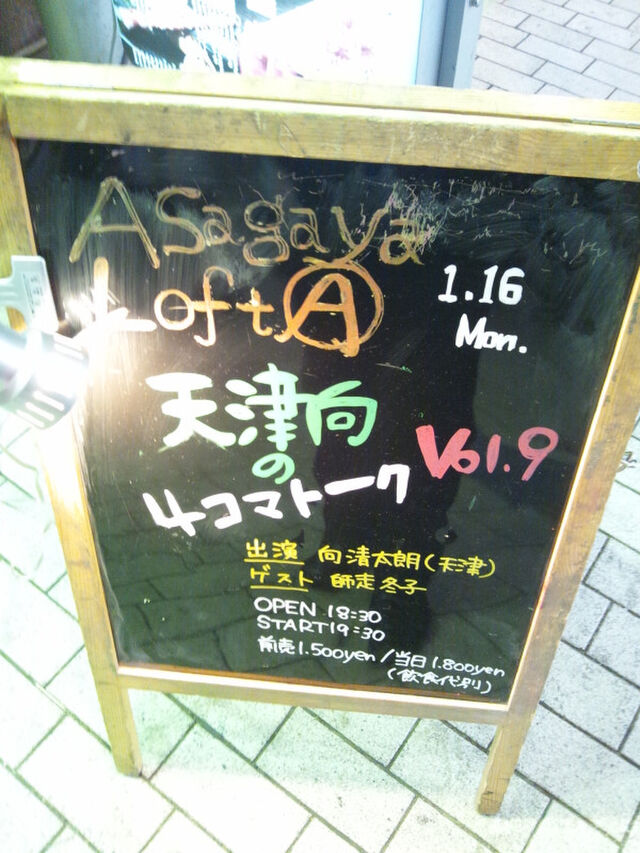 Asagaya
Loft Ⓐ
1.16
Mon.
天津向
の
4コマトーク
Vol.9
出演 向清太朗(天津)
ゲスト 師走冬子
OPEN 18:30
START 19:30
前売1.500yen/当日1.800yen
(飲食代別)